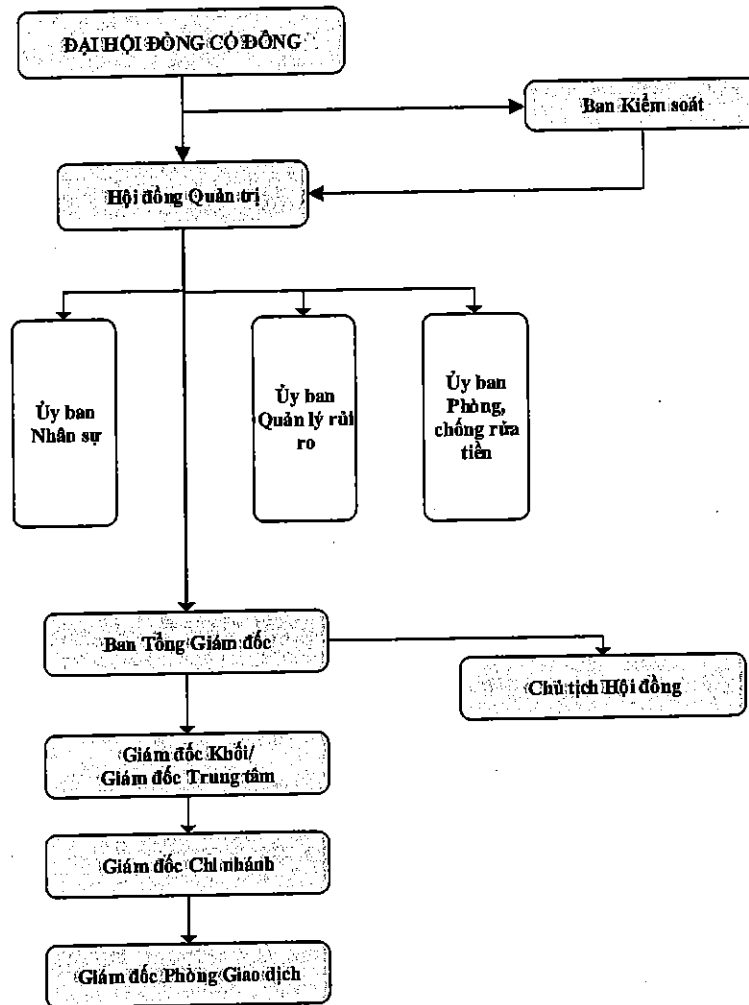 ĐẠI HỘI ĐỒNG CỔ ĐÔNG
Ban Kiểm soát
Hội đồng Quản trị
Ủy ban
Nhân sự
Ủy ban
Quản lý rủi
ro
Ủy ban
Phòng,
chống rửa
tiền
Ban Tổng Giám đốc
Chủ tịch Hội đồng
Giám đốc Khối/
Giám đốc Trung tâm
Giám đốc Chi nhánh
Giám đốc Phòng Giao dịch